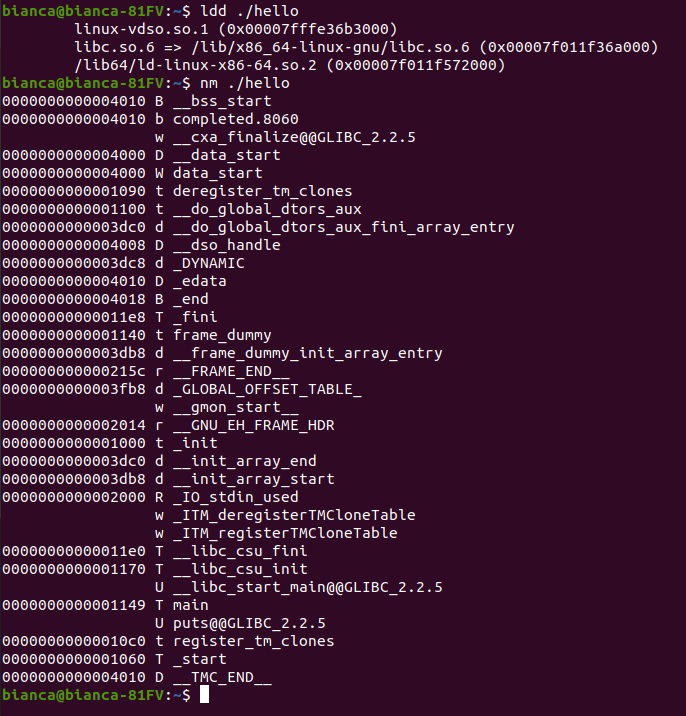 bianca@bianca-81FV:~$ ldd ./hello
        linux-vdso.so.1 (0x00007fffe36b3000)
        libc.so.6 => /lib/x86_64-linux-gnu/libc.so.6 (0x00007f011f36a000)
        /lib64/ld-linux-x86-64.so.2 (0x00007f011f572000)
bianca@bianca-81FV:~$ nm ./hello
0000000000004010 B __bss_start
0000000000004010 b completed.8060
                 w __cxa_finalize@@GLIBC_2.2.5
0000000000004000 D __data_start
0000000000004000 W data_start
0000000000001090 t deregister_tm_clones
0000000000001100 t __do_global_dtors_aux
0000000000003dc0 d __do_global_dtors_aux_fini_array_entry
0000000000004008 D __dso_handle
0000000000003dc8 d _DYNAMIC
0000000000004010 D _edata
0000000000004018 B _end
00000000000011e8 T _fini
0000000000001140 t frame_dummy
0000000000003db8 d __frame_dummy_init_array_entry
000000000000215c r __FRAME_END__
0000000000003fb8 d _GLOBAL_OFFSET_TABLE_
                 w __gmon_start__
0000000000002014 r __GNU_EH_FRAME_HDR
0000000000001000 t _init
0000000000003dc0 d __init_array_end
0000000000003db8 d __init_array_start
0000000000002000 R _IO_stdin_used
                 w _ITM_deregisterTMCloneTable
                 w _ITM_registerTMCloneTable
00000000000011e0 T __libc_csu_fini
0000000000001170 T __libc_csu_init
                 U __libc_start_main@@GLIBC_2.2.5
0000000000001149 T main
                 U puts@@GLIBC_2.2.5
00000000000010c0 t register_tm_clones
0000000000001060 T _start
0000000000004010 D __TMC_END__
bianca@bianca-81FV:~$